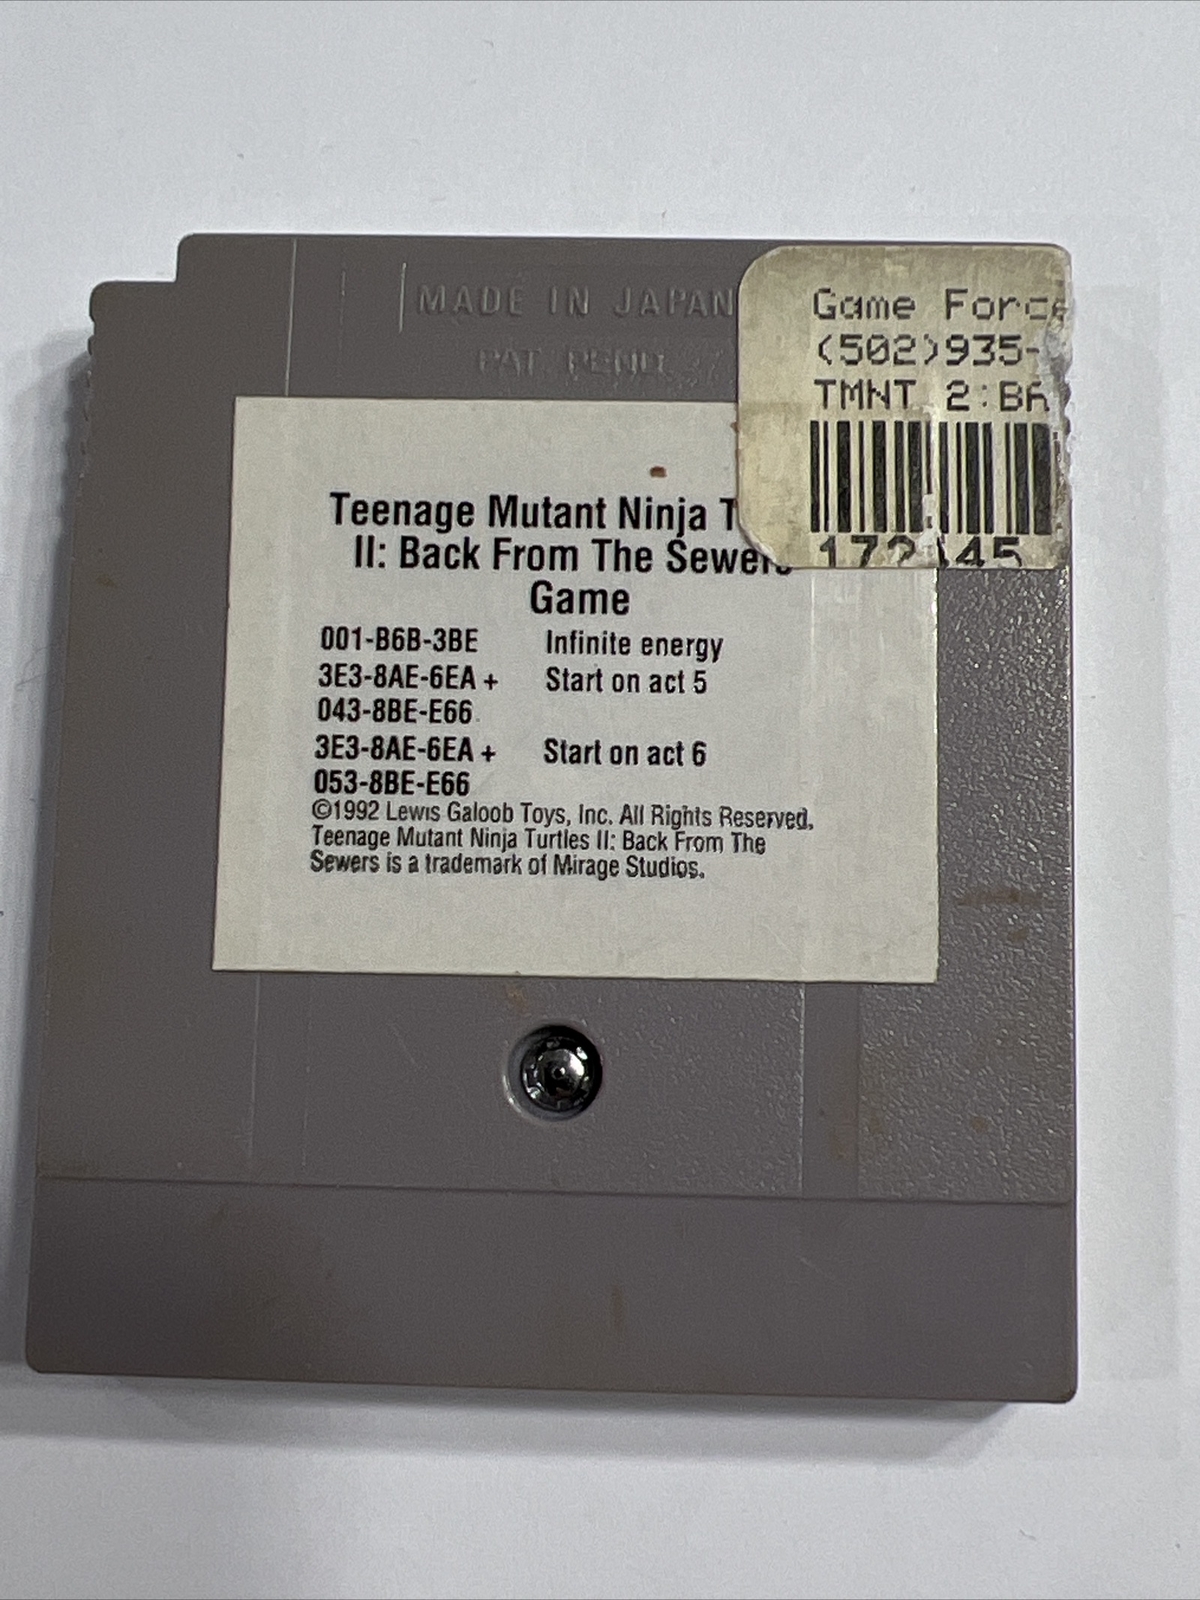 MADE IN JAPAN
PAT. PEND.
Game Force
(502)935-
TMNT 2:BA
Teenage Mutant Ninja T
II: Back From The Sewers
Game
001-B6B-3BE Infinite energy
3E3-8AE-6EA + Start on act 5
043-8BE-E66
3E3-8AE-6EA + Start on act 6
053-8BE-E66
©1992 Lewis Galoob Toys, Inc. All Rights Reserved.
Teenage Mutant Ninja Turtles II: Back From The
Sewers is a trademark of Mirage Studios.